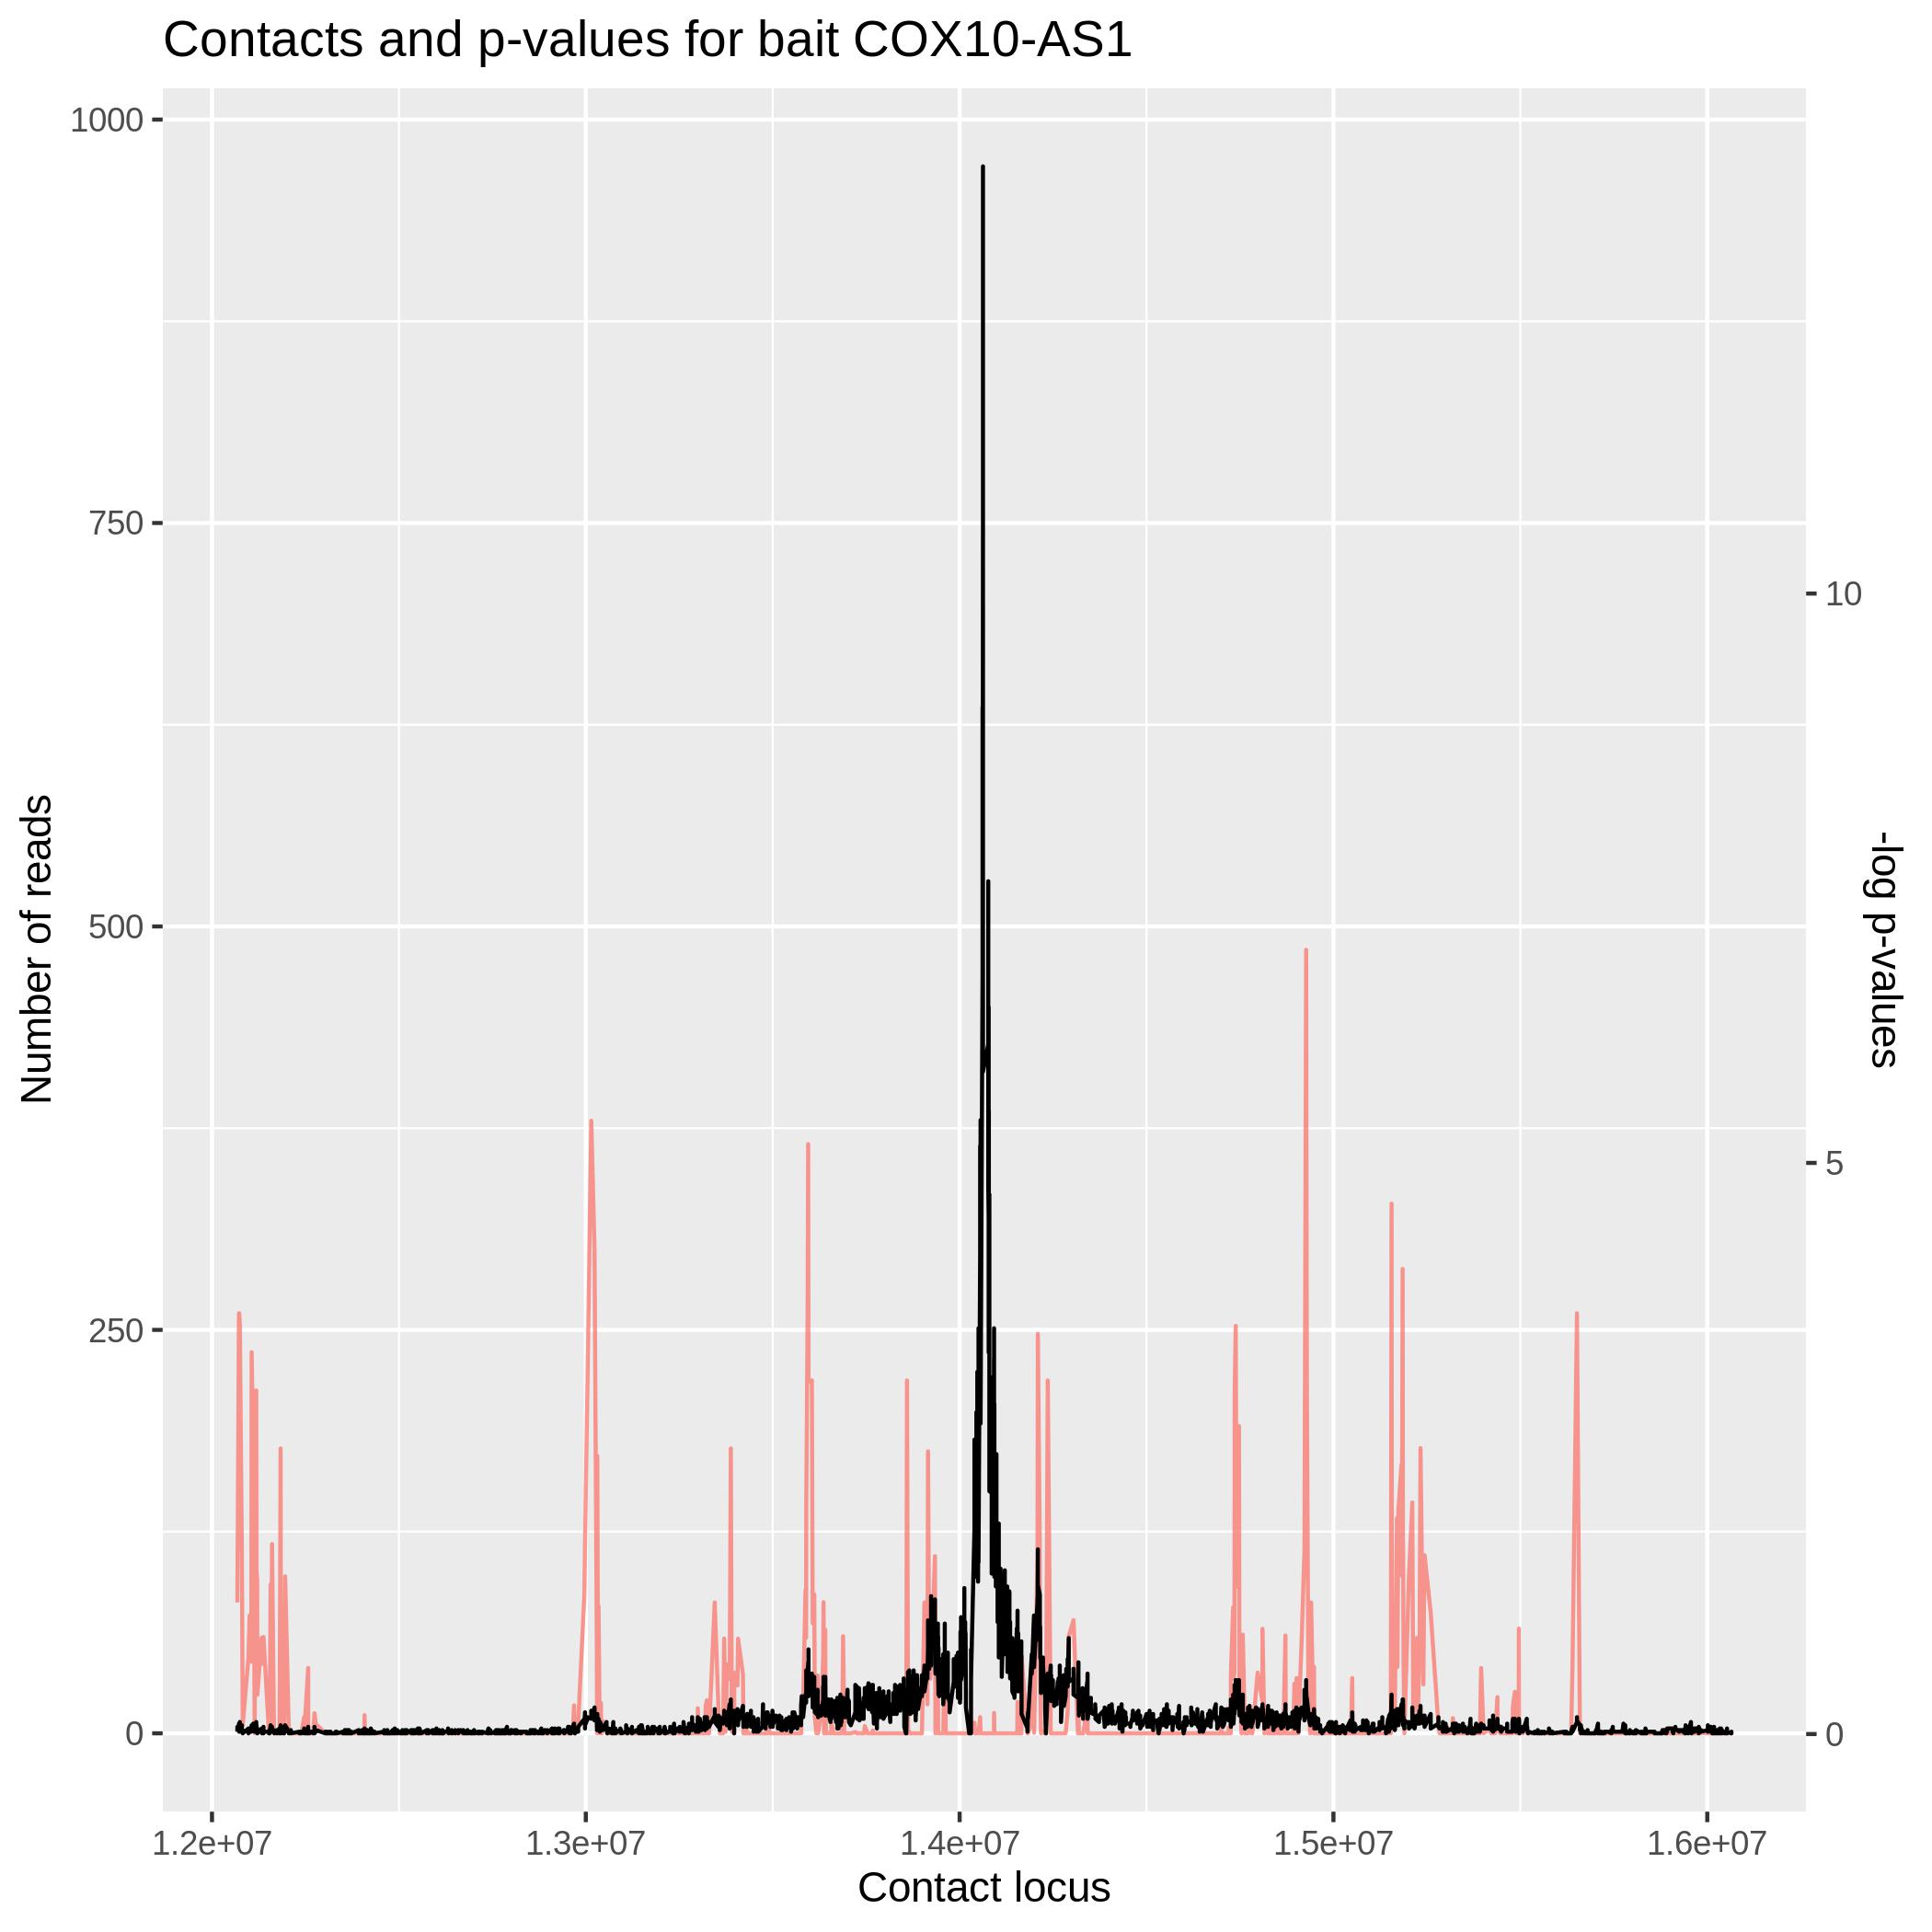 Contacts and p-values for bait COX10-AS1
1000
750
500
250
0
Number of reads
10
5
0
-log p-values
1.2e+07
1.3e+07
1.4e+07
1.5e+07
1.6e+07
Contact locus